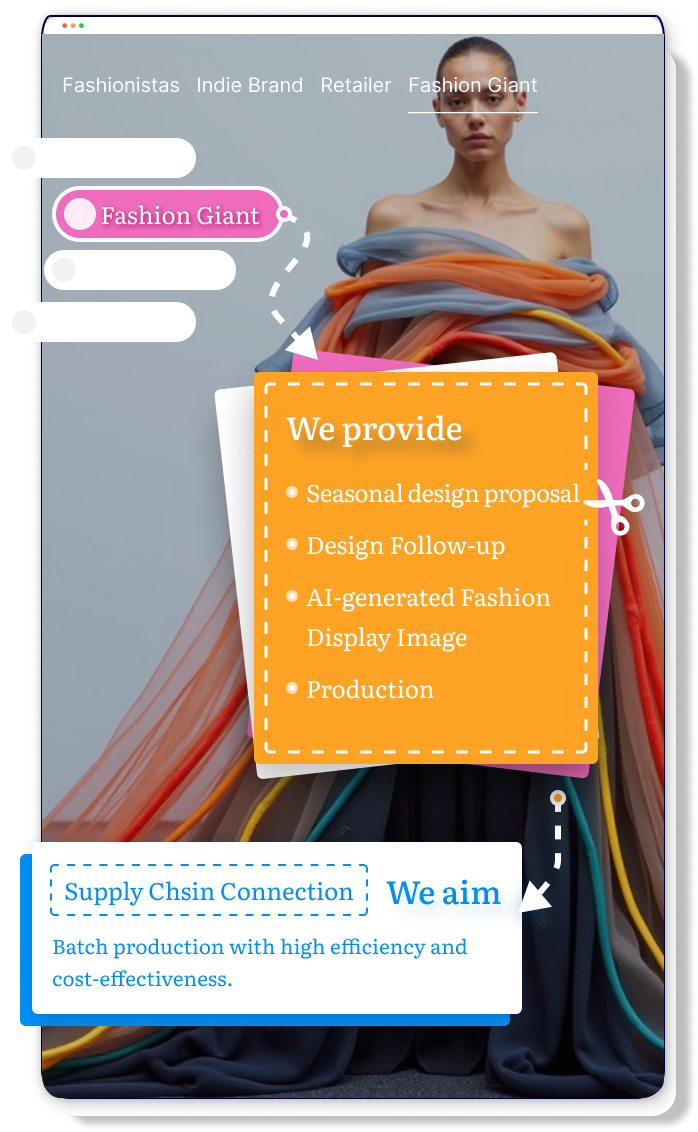 Fashionistas Indie Brand Retailer Fashion Giant
Fashion Giant
We provide
Seasonal design proposal
Design Follow-up
AI-generated Fashion
Display Image
Production
Supply Chsin Connection We aim
Batch production with high efficiency and
cost-effectiveness.